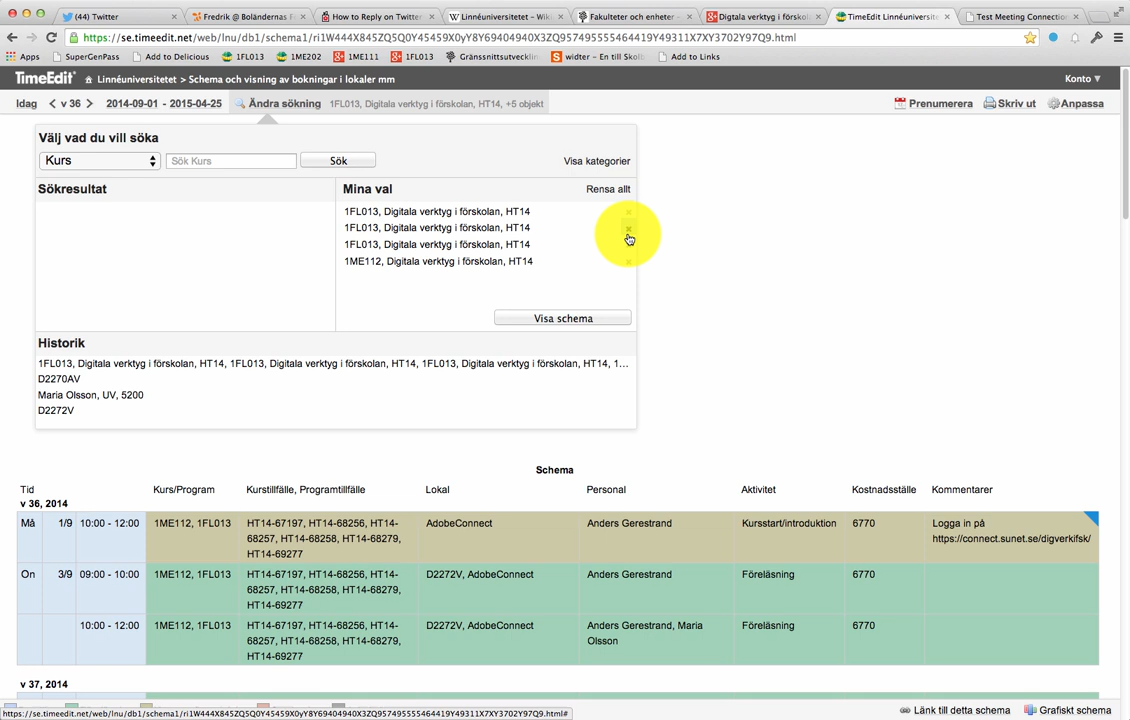 (44) Twitter
Fredrik @ Boländernas F
How to Reply on Twitter
Linnéuniversitetet – Wiki
Fakulteter och enheter –
Digtala verktyg i förskol
TimeEdit Linnéuniversitet
Test Meeting Connection
https://se.timeedit.net/web/lnu/db1/schema1/ri1W444X845ZQ5Q0Y45459X0yY8Y69404940X3ZQ957495555464419Y49311X7XY3702Y97Q9.html
Apps SuperGenPass Add to Delicious 1FL013 1ME202 1ME111 1FL013 Gränssnittsutveckling widter – En till Skolf Add to Links
TimeEdit Linnéuniversitetet > Schema och visning av bokningar i lokaler mm Konto
Idag v 36 2014-09-01 - 2015-04-25 Ändra sökning 1FL013, Digitala verktyg i förskolan, HT14, +5 objekt Prenumerera Skriv ut Anpassa
Välj vad du vill söka
Kurs Sök Kurs Sök Visa kategorier
Sökresultat Mina val Rensa allt
1FL013, Digitala verktyg i förskolan, HT14
1FL013, Digitala verktyg i förskolan, HT14
1FL013, Digitala verktyg i förskolan, HT14
1ME112, Digitala verktyg i förskolan, HT14
Visa schema
Historik
1FL013, Digitala verktyg i förskolan, HT14, 1FL013, Digitala verktyg i förskolan, HT14, 1FL013, Digitala verktyg i förskolan, HT14, 1...
D2270AV
Maria Olsson, UV, 5200
D2272V
Schema
Tid Kurs/Program Kurstillfälle, Programtillfälle Lokal Personal Aktivitet Kostnadsställe Kommentarer
v 36, 2014
Må 1/9 10:00 - 12:00 1ME112, 1FL013 HT14-67197, HT14-68256, HT14- AdobeConnect Anders Gerestrand Kursstart/introduktion 6770 Logga in på
68257, HT14-68258, HT14-68279, https://connect.sunet.se/digverkifsk/
HT14-69277
On 3/9 09:00 - 10:00 1ME112, 1FL013 HT14-67197, HT14-68256, HT14- D2272V, AdobeConnect Anders Gerestrand Föreläsning 6770
68257, HT14-68258, HT14-68279,
HT14-69277
10:00 - 12:00 1ME112, 1FL013 HT14-67197, HT14-68256, HT14- D2272V, AdobeConnect Anders Gerestrand, Maria Föreläsning 6770
68257, HT14-68258, HT14-68279, Olsson
HT14-69277
v 37, 2014
https://se.timeedit.net/web/lnu/db1/schema1/ri1W444X845ZQ5Q0Y45459X0yY8Y69404940X3ZQ957495555464419Y49311X7XY3702Y97Q9.html# Länk till detta schema Grafiskt schema